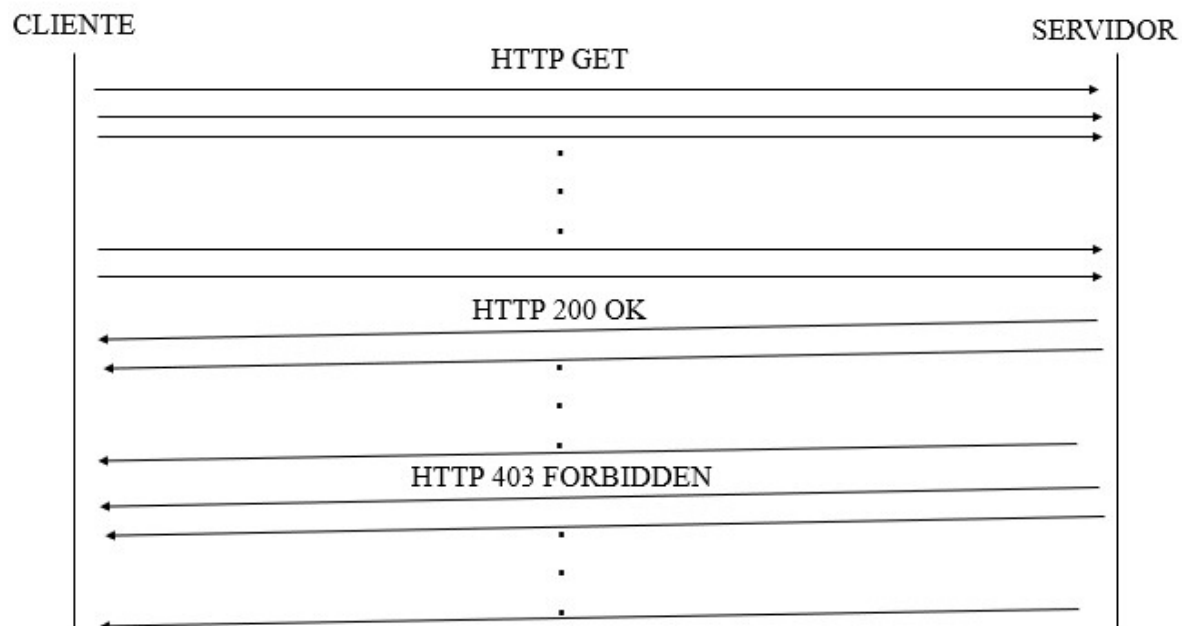 CLIENTE
SERVIDOR
HTTP GET
HTTP 200 OK
HTTP 403 FORBIDDEN